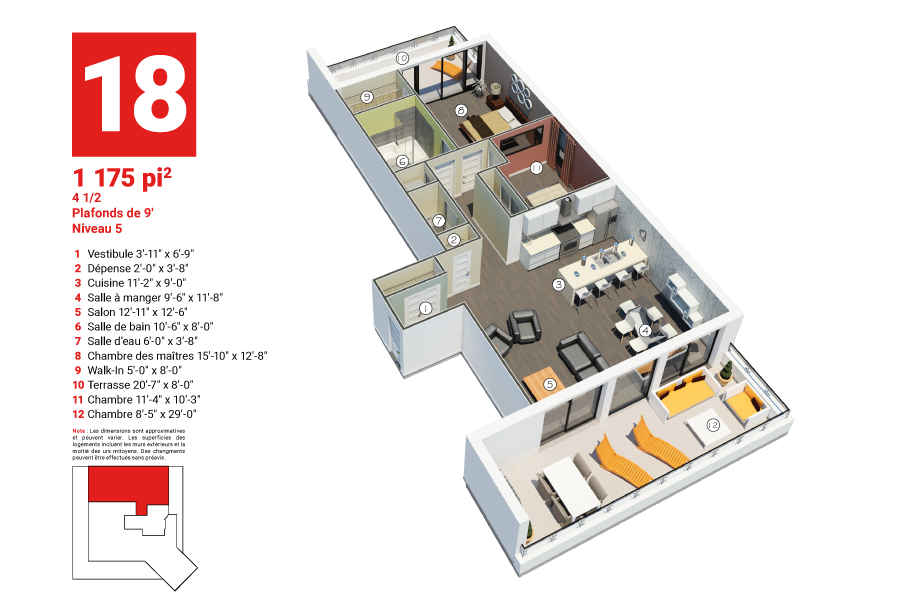 18
1 175 pi²
4 1/2
Plafonds de 9'
Niveau 5
1 Vestibule 3'-11" x 6'-9"
2 Dépense 2'-0" x 3'-8"
3 Cuisine 11'-2" x 9'-0"
4 Salle à manger 9'-6" x 11'-8"
5 Salon 12'-11" x 12'-6"
6 Salle de bain 10'-6" x 8'-0"
7 Salle d'eau 6'-0" x 3'-8"
8 Chambre des maîtres 15'-10" x 12'-8"
9 Walk-In 5'-0" x 8'-0"
10 Terrasse 20'-7" x 8'-0"
11 Chambre 11'-4" x 10'-3"
12 Chambre 8'-5" x 29'-0"
Note : Les dimensions sont approximatives
et peuvent varier. Les superficies des
logements incluent les murs extérieurs et la
moitié des urs mitoyens. Des changments
peuvent être effectués sans préavis.
10
9
8
6
11
7
2
3
1
4
5
12